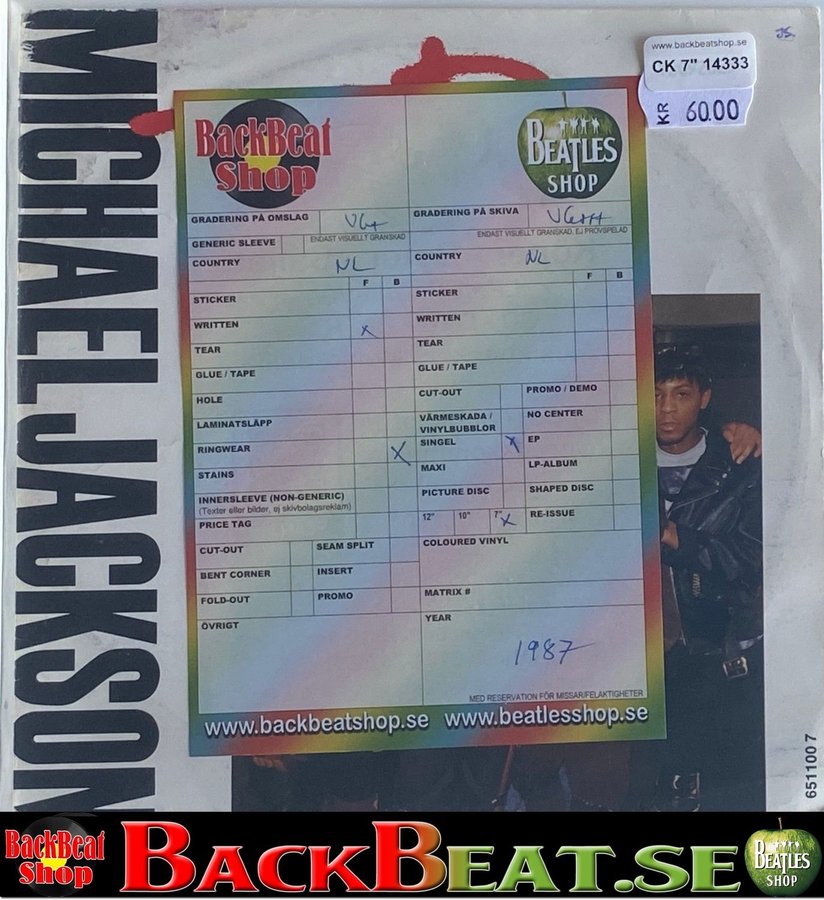 MICHAEL JACKSON
JS
www.backbeatshop.se
CK 7" 14333
KR 60.00
BackBeat
Shop
BEATLES
SHOP
GRADERING PÅ OMSLAG VG+
ENDAST VISUELLT GRANSKAD
GENERIC SLEEVE
COUNTRY NL
F B
STICKER
WRITTEN x
TEAR
GLUE / TAPE
HOLE
LAMINATSLÄPP
RINGWEAR x
STAINS
INNERSLEEVE (NON-GENERIC)
(Texter eller bilder, ej skivbolagsreklam)
PRICE TAG
CUT-OUT SEAM SPLIT
BENT CORNER INSERT
FOLD-OUT PROMO
ÖVRIGT
GRADERING PÅ SKIVA VG++
ENDAST VISUELLT GRANSKAD, EJ PROVSPELAD
COUNTRY NL
F B
STICKER
WRITTEN
TEAR
GLUE / TAPE
CUT-OUT PROMO / DEMO
VÄRMESKADA / NO CENTER
VINYLBUBBLOR
SINGEL x EP
MAXI LP-ALBUM
PICTURE DISC SHAPED DISC
12" 10" 7" x RE-ISSUE
COLOURED VINYL
MATRIX #
YEAR
1987
MED RESERVATION FÖR MISSAR/FELAKTIGHETER
www.backbeatshop.se www.beatlesshop.se
651100 7
BackBeat
Shop
BACKBEAT.SE
BEATLES
SHOP